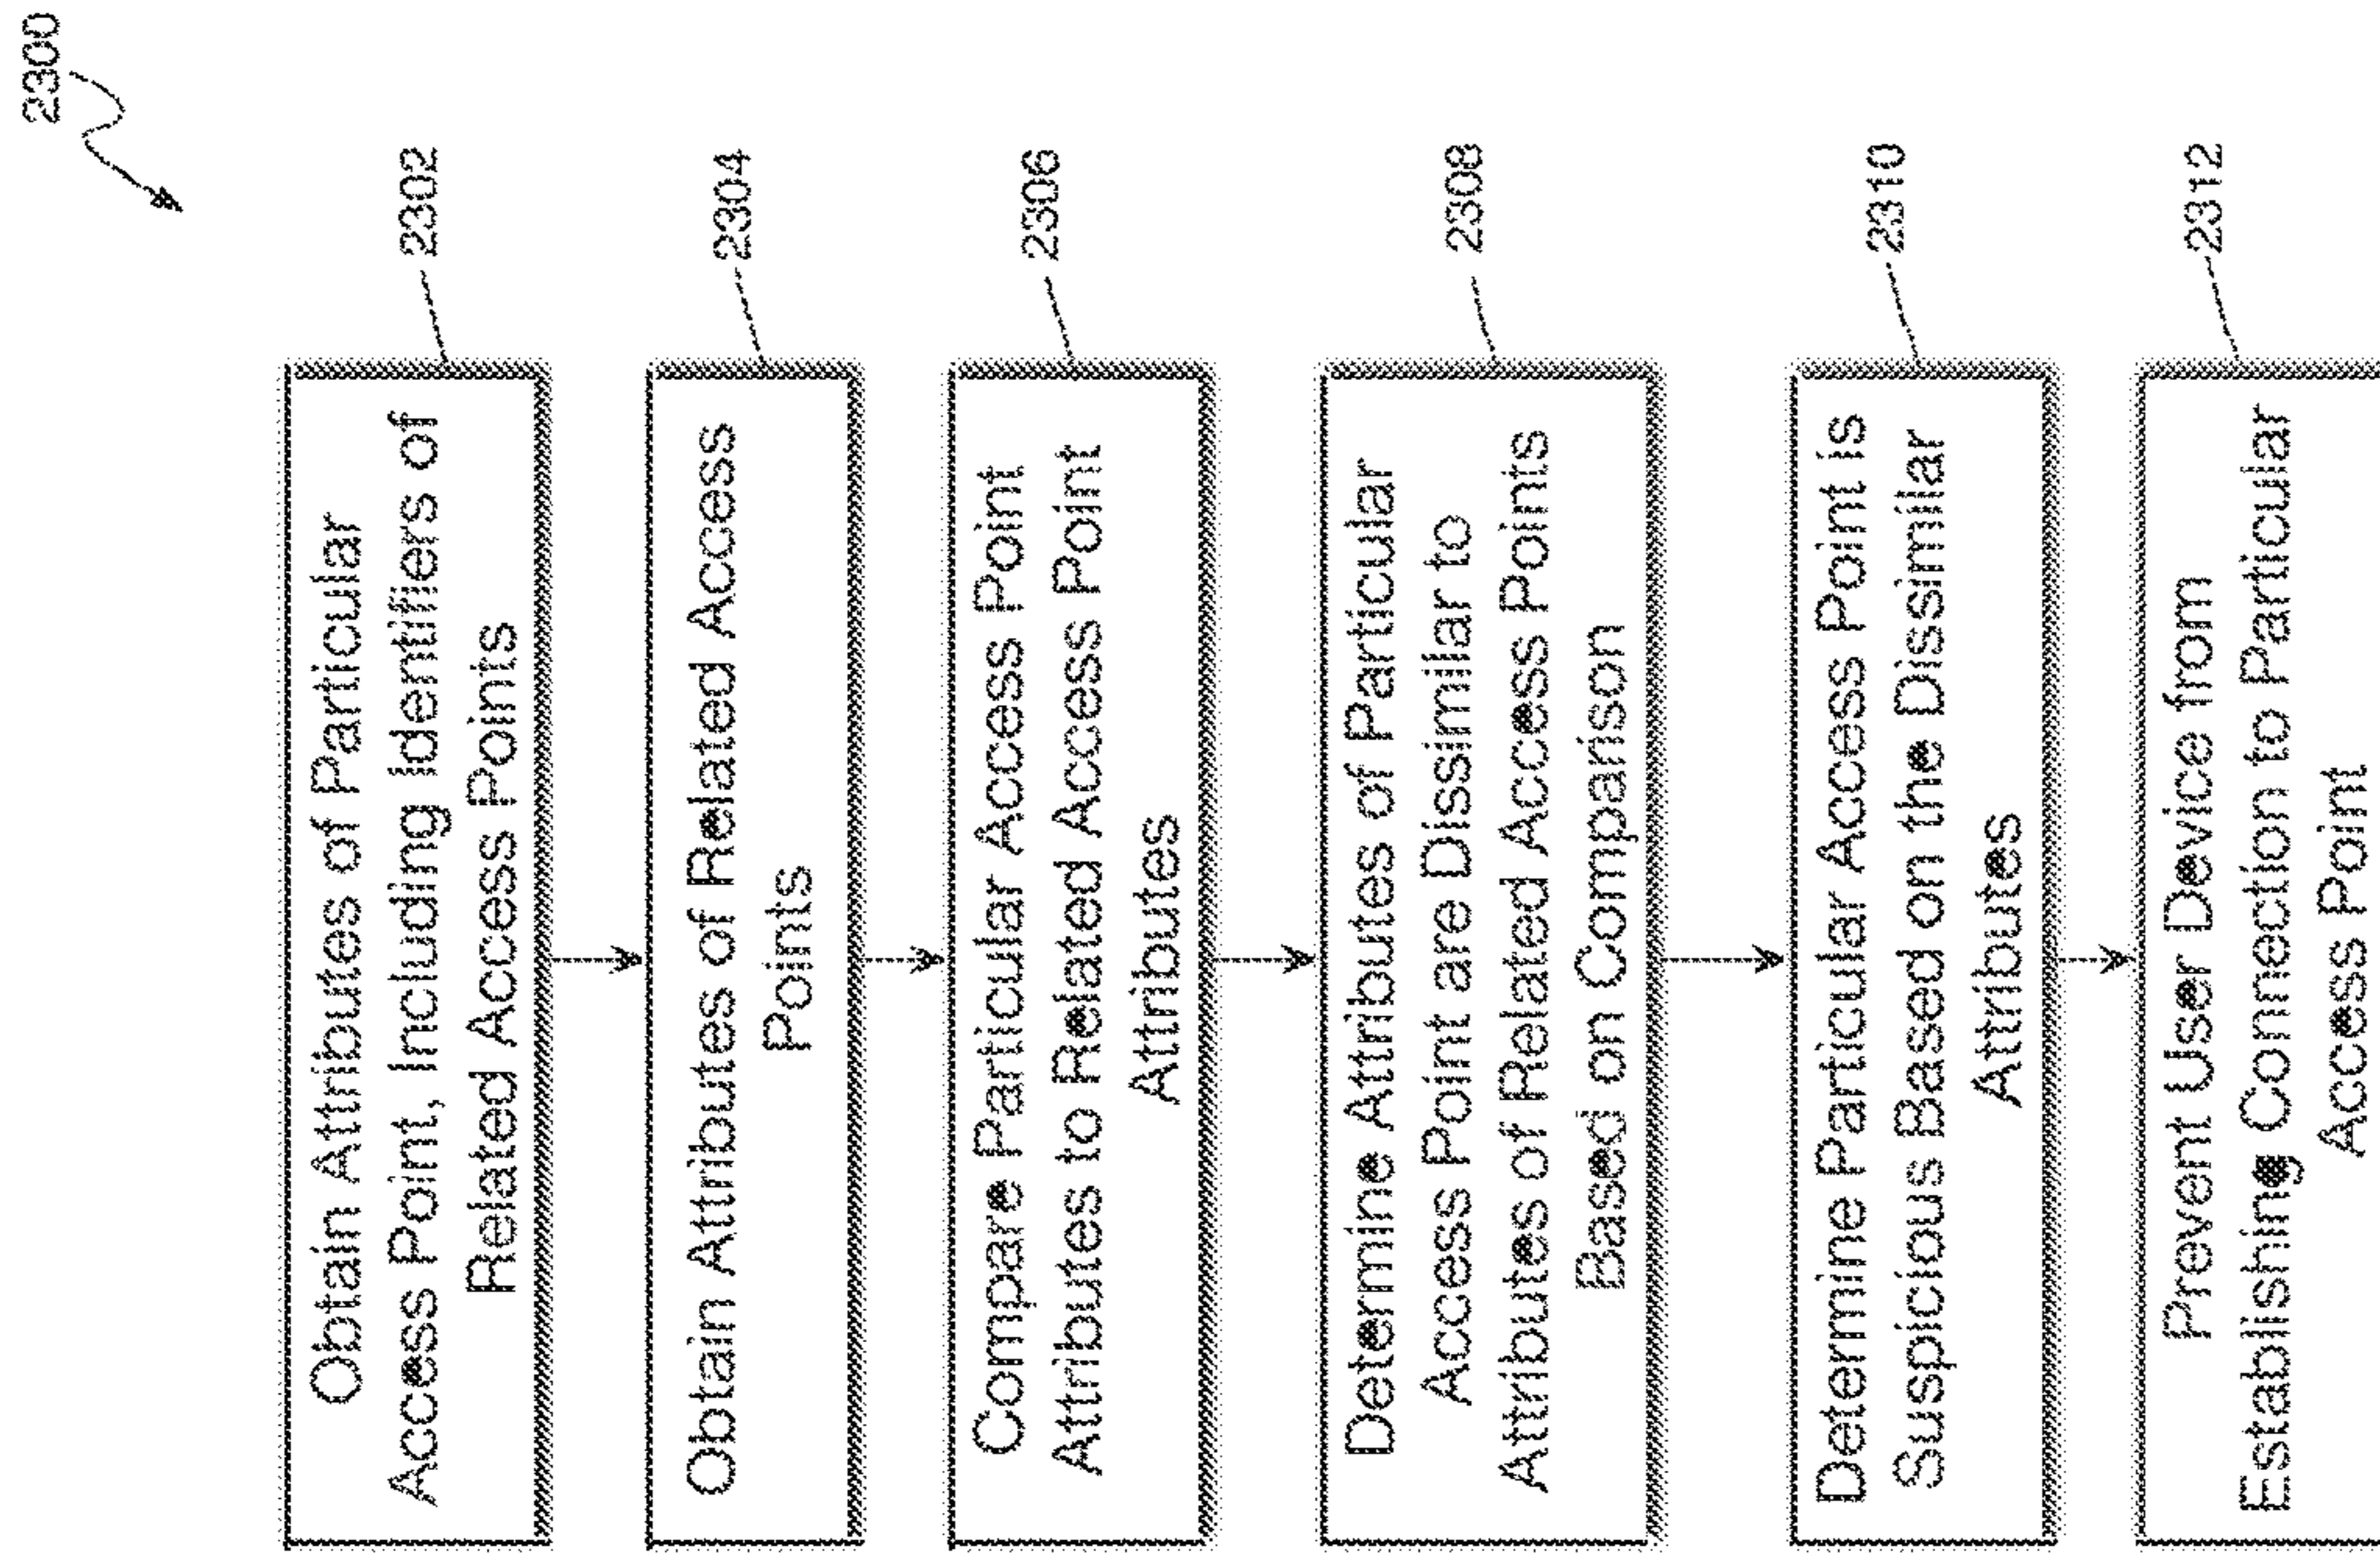 2300
Obtain Attributes of Particular
Access Point, Including Identifiers of
Related Access Points
2302
Obtain Attributes of Related Access
Points
2304
Compare Particular Access Point
Attributes to Related Access Point
Attributes
2306
Determine Attributes of Particular
Access Point are Dissimilar to
Attributes of Related Access Points
Based on Comparison
2308
Determine Particular Access Point is
Suspicious Based on the Dissimilar
Attributes
2310
Prevent User Device from
Establishing Connection to Particular
Access Point
2312